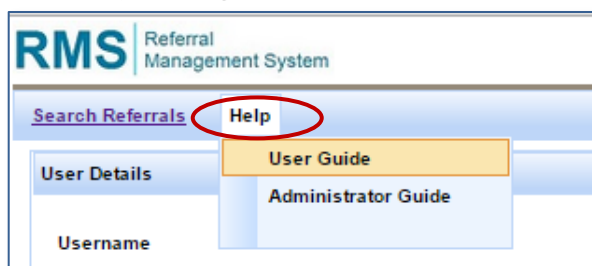 RMS Referral
Management System
Search Referrals Help
User Guide
User Details
Administrator Guide
Username